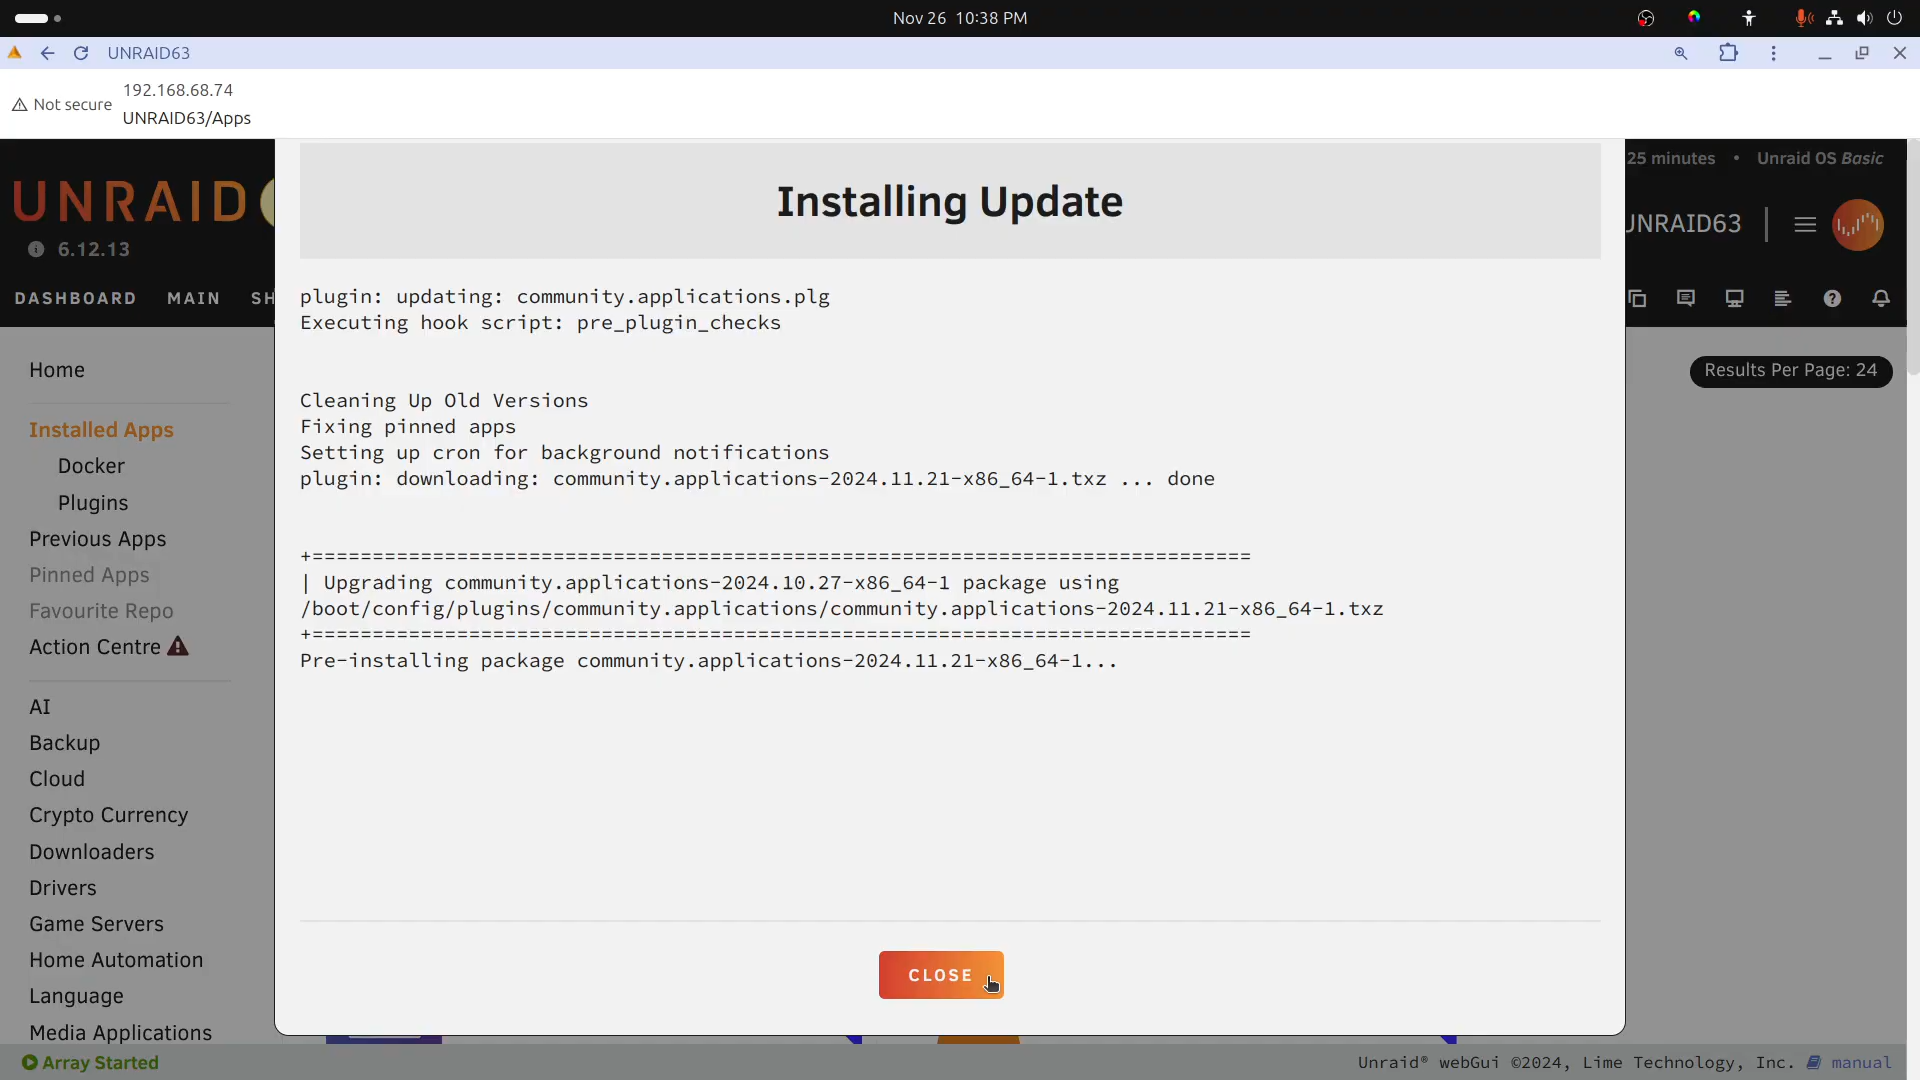 Nov 26 10:38 PM
UNRAID63
Not secure
192.168.68.74
UNRAID63/Apps
UNRAID
6.12.13
25 minutes • Unraid OS Basic
UNRAID63
DASHBOARD MAIN SH
Installing Update
plugin: updating: community.applications.plg
Executing hook script: pre_plugin_checks
Cleaning Up Old Versions
Fixing pinned apps
Setting up cron for background notifications
plugin: downloading: community.applications-2024.11.21-x86_64-1.txz ... done
+==============================================================================
| Upgrading community.applications-2024.10.27-x86_64-1 package using
/boot/config/plugins/community.applications/community.applications-2024.11.21-x86_64-1.txz
+==============================================================================
Pre-installing package community.applications-2024.11.21-x86_64-1...
CLOSE
Results Per Page: 24
Home
Installed Apps
Docker
Plugins
Previous Apps
Pinned Apps
Favourite Repo
Action Centre
AI
Backup
Cloud
Crypto Currency
Downloaders
Drivers
Game Servers
Home Automation
Language
Media Applications
Array Started
Unraid® webGui ©2024, Lime Technology, Inc. manual